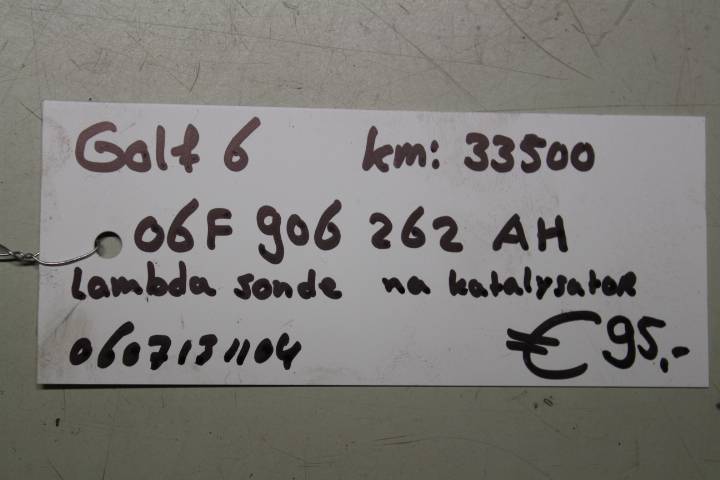 Golf 6 km: 33500
06F 906 262 AH
Lambda sonde na katalysator
0607131104
€ 95,-